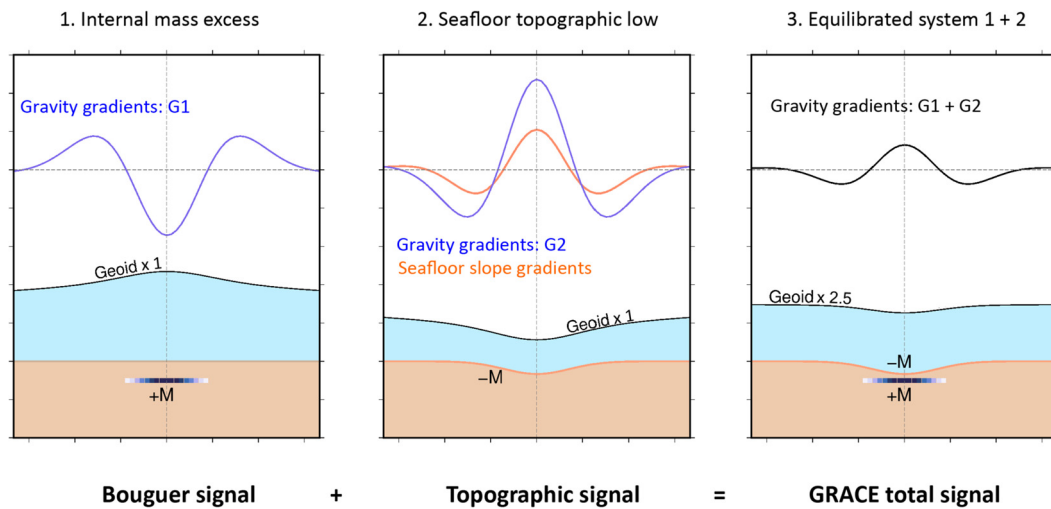 1. Internal mass excess
2. Seafloor topographic low
3. Equilibrated system 1 + 2
Gravity gradients: G1
Geoid x 1
+M
Gravity gradients: G2
Seafloor slope gradients
Geoid x 1
–M
Gravity gradients: G1 + G2
Geoid x 2.5
–M
+M
Bouguer signal + Topographic signal = GRACE total signal